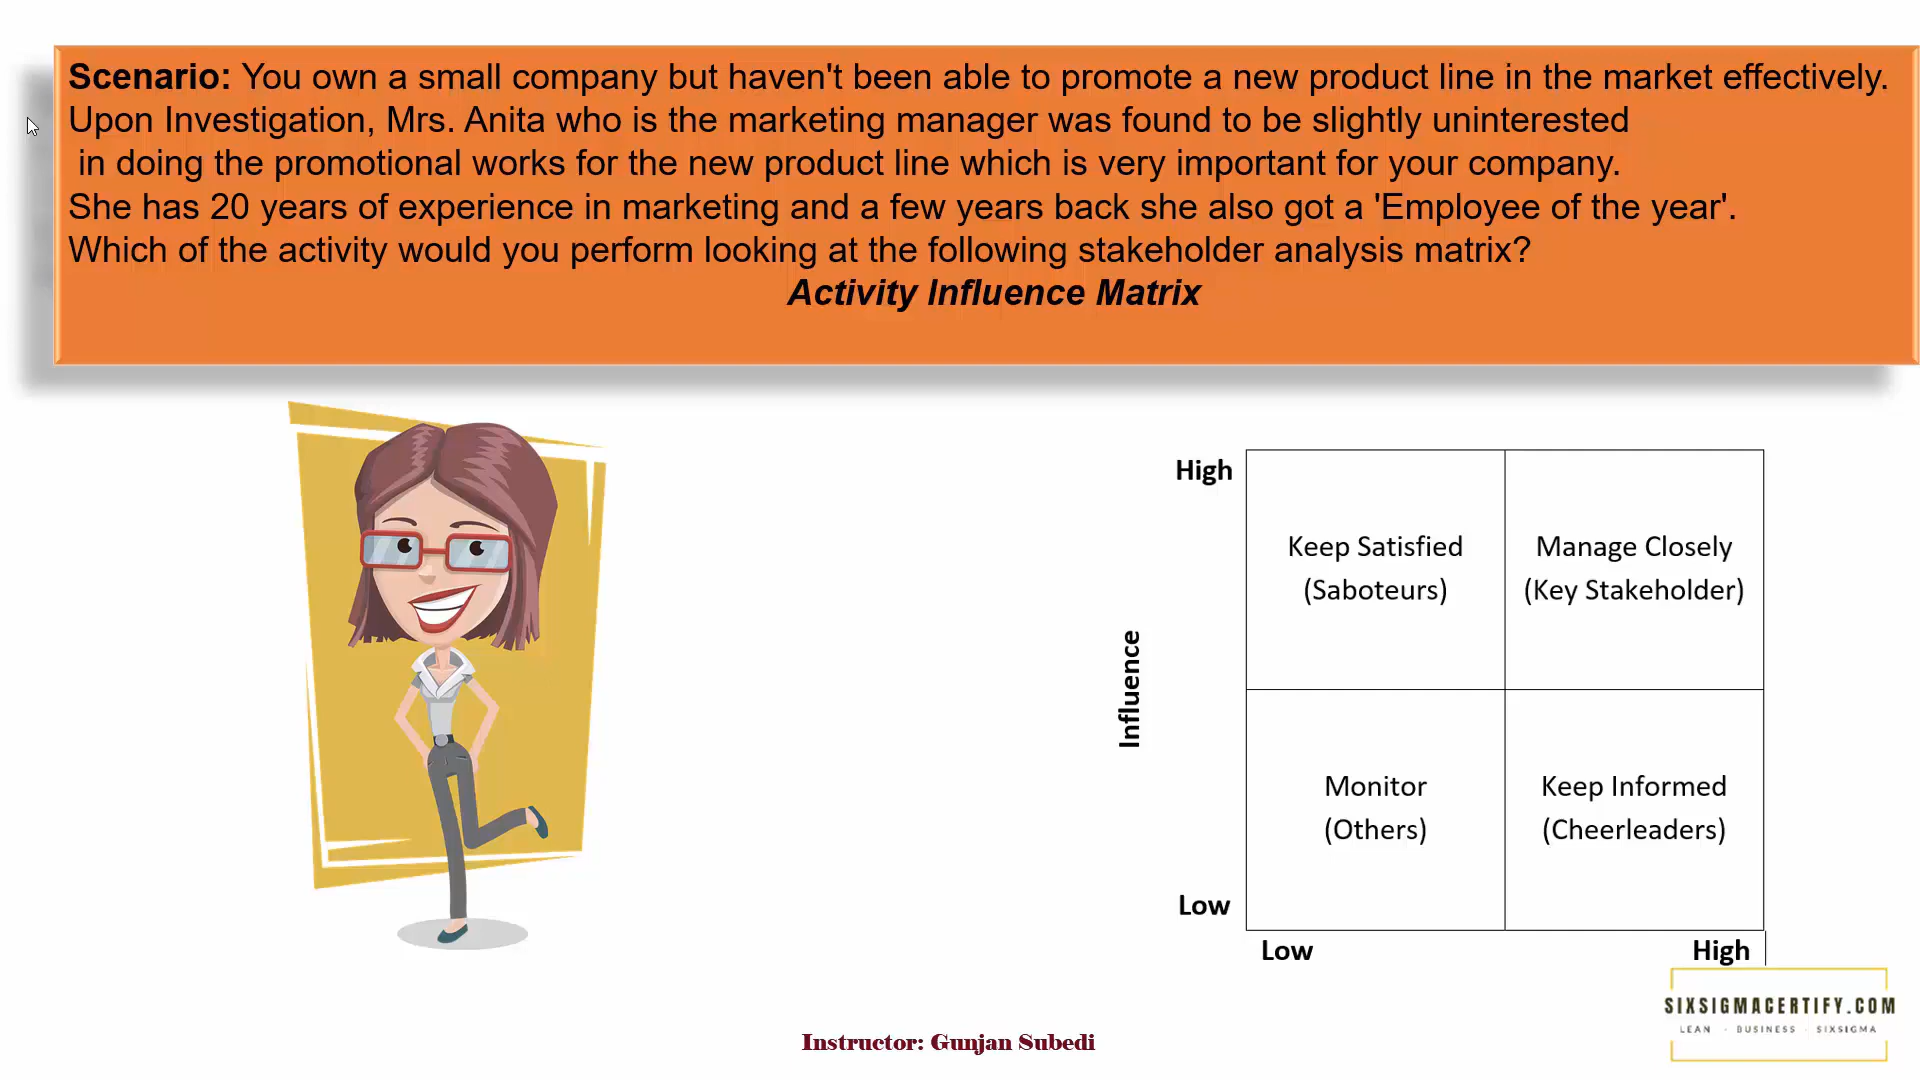 Scenario: You own a small company but haven't been able to promote a new product line in the market effectively.
Upon Investigation, Mrs. Anita who is the marketing manager was found to be slightly uninterested
in doing the promotional works for the new product line which is very important for your company.
She has 20 years of experience in marketing and a few years back she also got a 'Employee of the year'.
Which of the activity would you perform looking at the following stakeholder analysis matrix?
Activity Influence Matrix
High
Keep Satisfied
(Saboteurs)
Manage Closely
(Key Stakeholder)
Influence
Monitor
(Others)
Keep Informed
(Cheerleaders)
Low
Low
High
SIXSIGMACERTIFY.COM
LEAN · BUSINESS · SIXSIGMA
Instructor: Gunjan Subedi